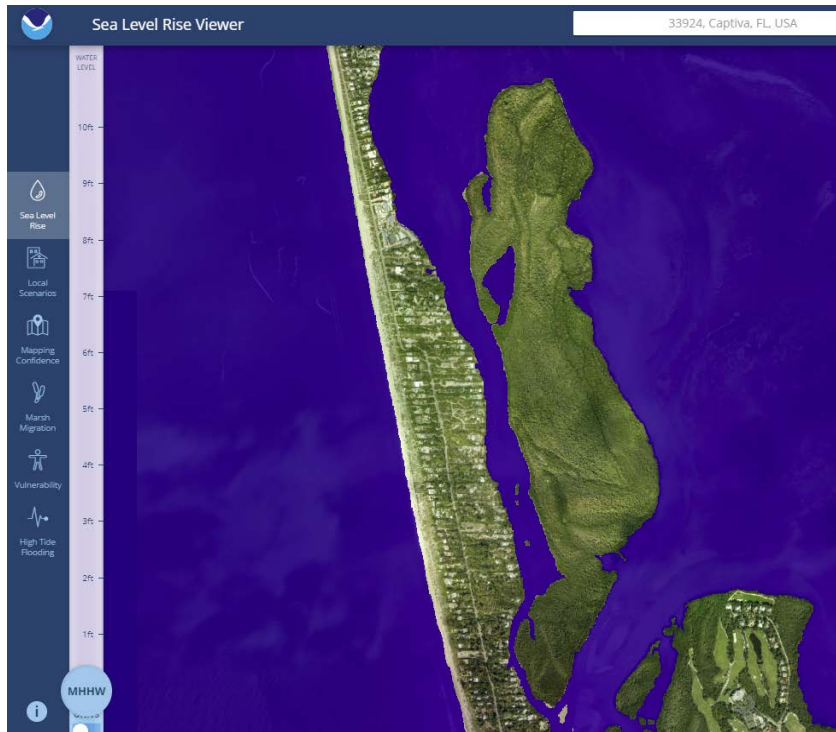 Sea Level Rise Viewer
33924, Captiva, FL, USA
WATER
LEVEL
10ft
9ft
Sea Level
Rise
8ft
Local
Scenarios
7ft
Mapping
Confidence
6ft
5ft
Marsh
Migration
4ft
Vulnerability
3ft
High Tide
Flooding
2ft
1ft
MHHW
i